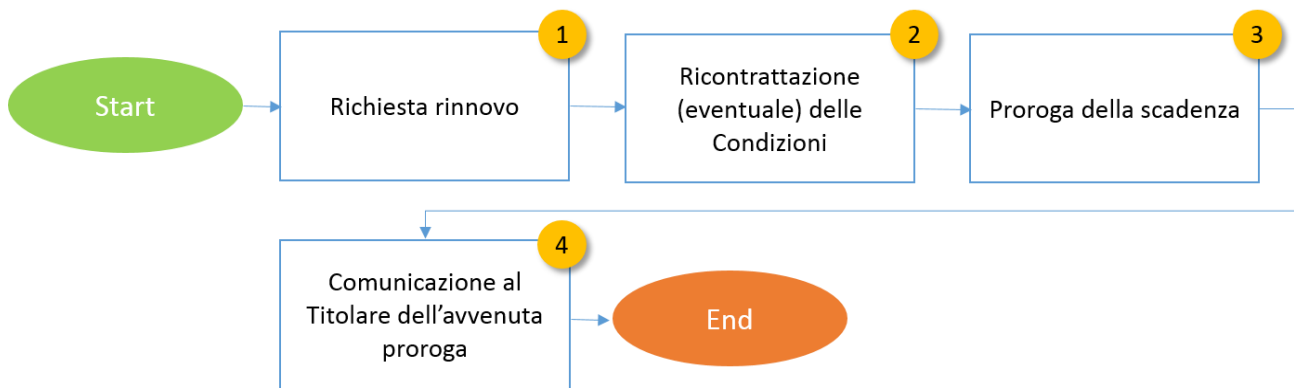 Start
1
Richiesta rinnovo
2
Ricontrattazione
(eventuale) delle
Condizioni
3
Proroga della scadenza
4
Comunicazione al
Titolare dell’avvenuta
proroga
End